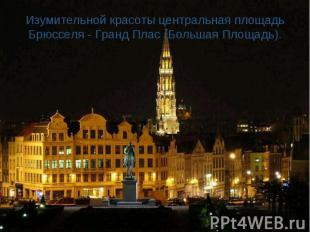 Изумительной красоты центральная площадь
Брюсселя - Гранд Плас (Большая Площадь).
PPt4WEB.ru